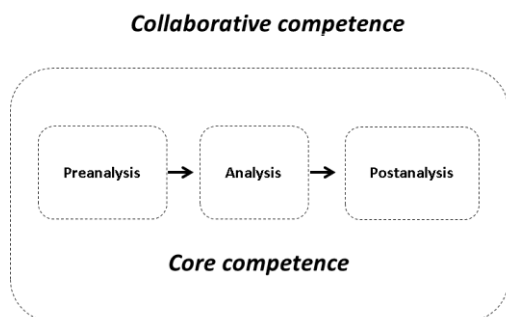 Collaborative competence
Preanalysis
Analysis
Postanalysis
Core competence